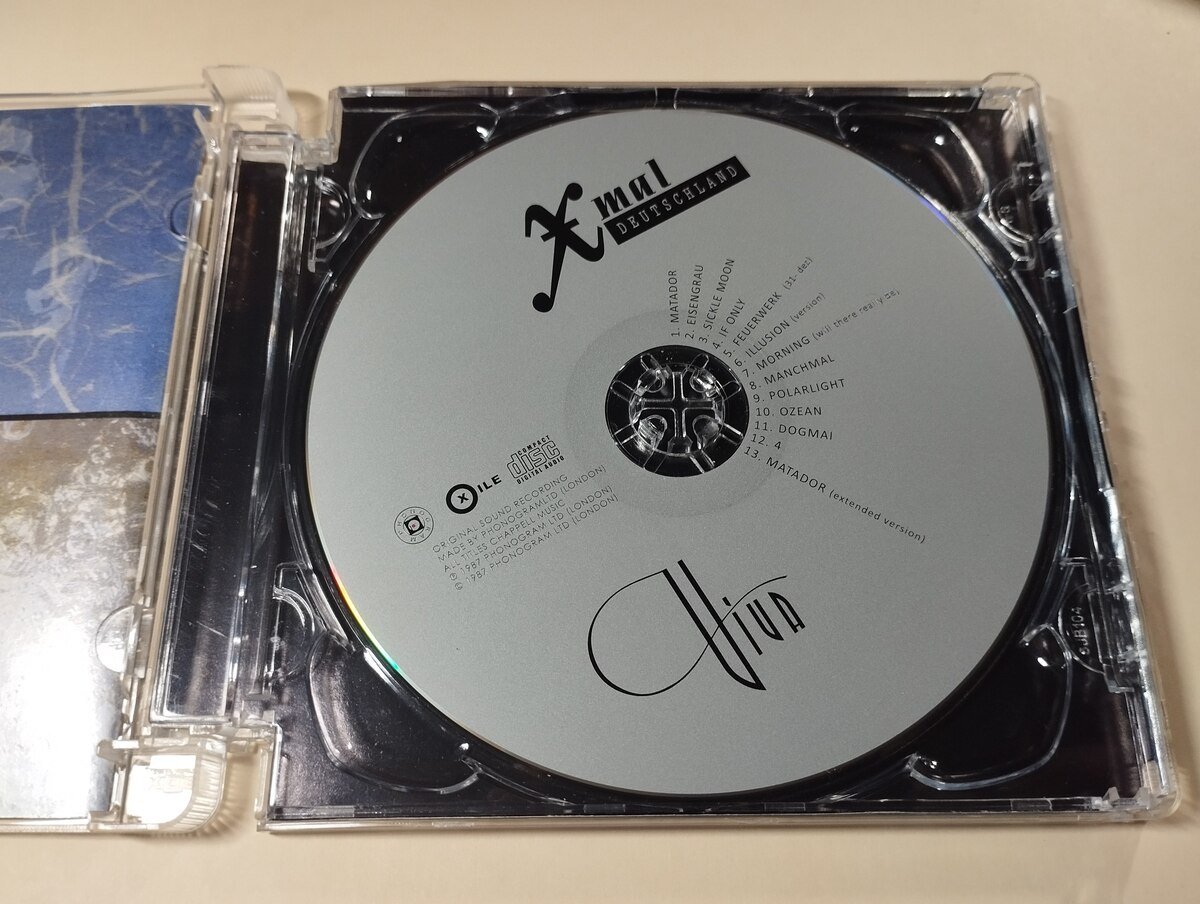 Xmal
DEUTSCHLAND
1. MATADOR
2. EISENGRAU
3. SICKLE MOON
4. IF ONLY
5. FEUERWERK (31-dez)
6. ILLUSION (version)
7. MORNING (will there really be)
8. MANCHMAL
9. POLARLIGHT
10. OZEAN
11. DOGMAI
12. 4
13. MATADOR (extended version)
XILE
COMPACT
disc
DIGITAL AUDIO
PHONOGRAM
ORIGINAL SOUND RECORDING
MADE BY PHONOGRAM LTD (LONDON)
ALL TITLES CHAPPELL MUSIC
℗ 1987 PHONOGRAM LTD (LONDON)
© 1987 PHONOGRAM LTD (LONDON)
Viva
JB104